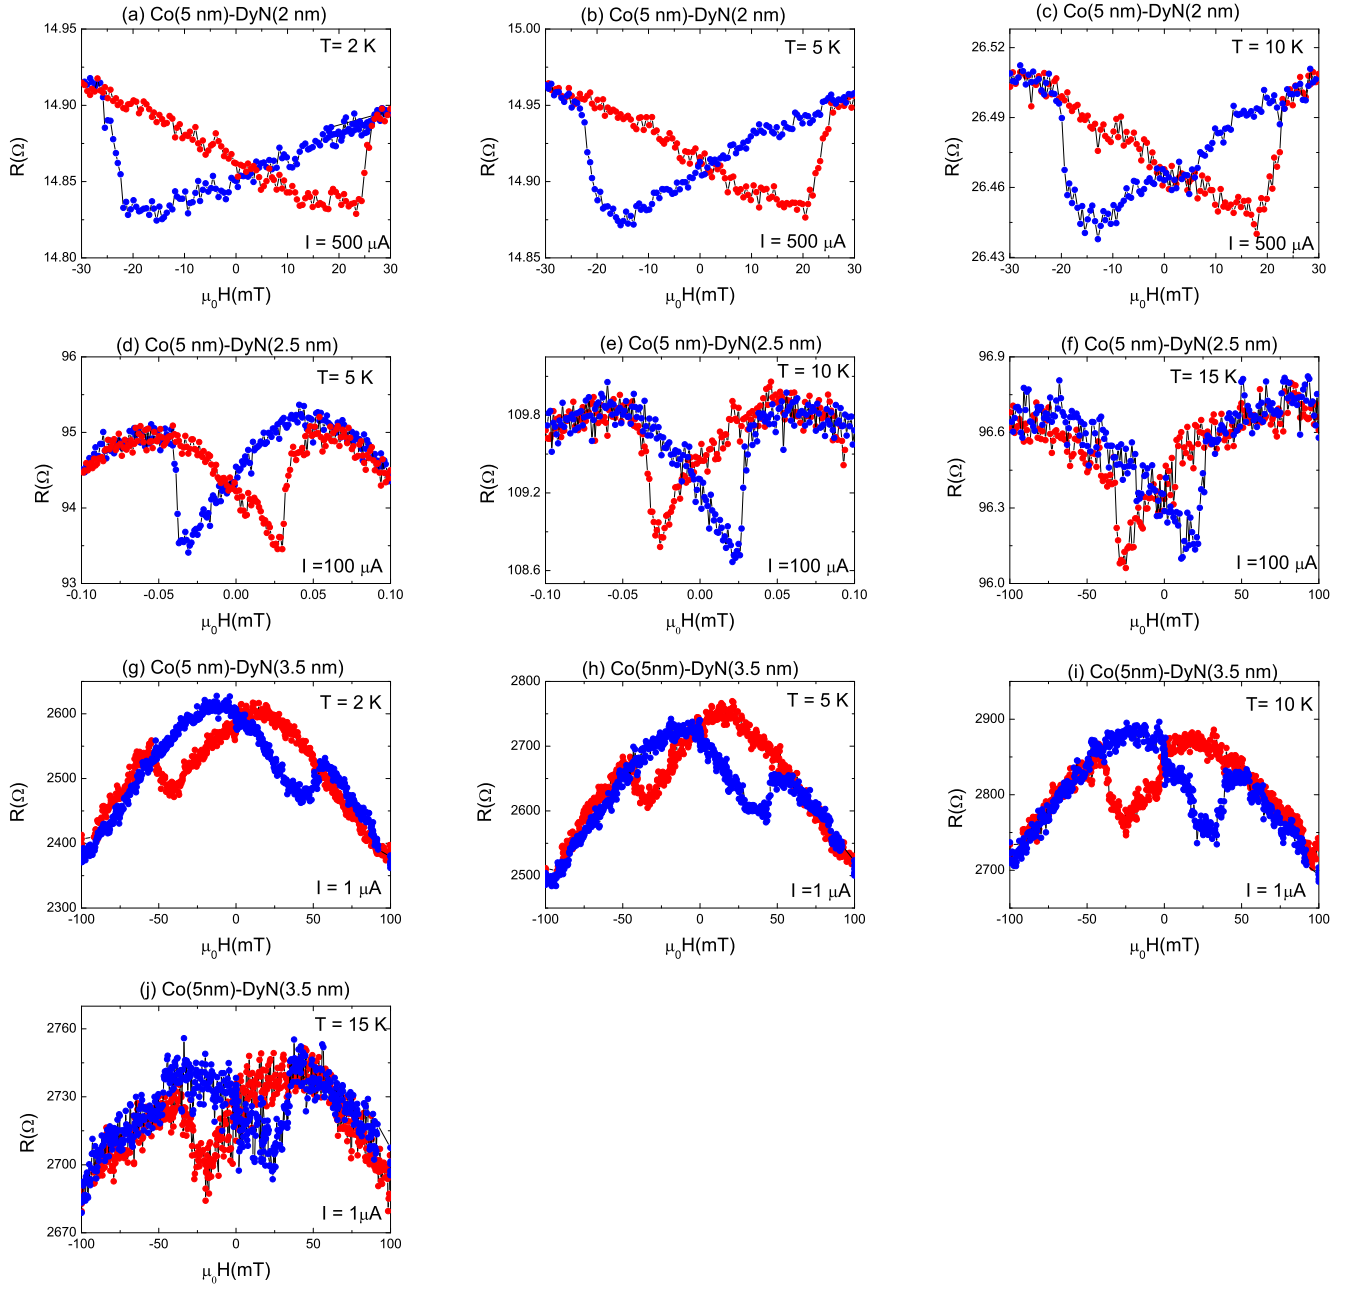 (a) Co(5 nm)-DyN(2 nm)
14.95
14.90
14.85
14.80
R(Ω)
T= 2 K
I = 500 μA
-30 -20 -10 0 10 20 30
μ0H(mT)
(b) Co(5 nm)-DyN(2 nm)
15.00
14.95
14.90
14.85
R(Ω)
T= 5 K
I = 500 μA
-30 -20 -10 0 10 20 30
μ0H(mT)
(c) Co(5 nm)-DyN(2 nm)
26.52
26.49
26.46
26.43
R(Ω)
T = 10 K
I = 500 μA
-30 -20 -10 0 10 20 30
μ0H(mT)
(d) Co(5 nm)-DyN(2.5 nm)
96
95
94
93
R(Ω)
T= 5 K
I =100 μA
-0.10 -0.05 0.00 0.05 0.10
μ0H(mT)
(e) Co(5 nm)-DyN(2.5 nm)
109.8
109.2
108.6
R(Ω)
T = 10 K
I =100 μA
-0.10 -0.05 0.00 0.05 0.10
μ0H(mT)
(f) Co(5 nm)-DyN(2.5 nm)
96.9
96.6
96.3
96.0
R(Ω)
T = 15 K
I =100 μA
-100 -50 0 50 100
μ0H(mT)
(g) Co(5 nm)-DyN(3.5 nm)
2600
2500
2400
2300
R(Ω)
T = 2 K
I = 1 μA
-100 -50 0 50 100
μ0H(mT)
(h) Co(5nm)-DyN(3.5 nm)
2800
2700
2600
2500
R(Ω)
T = 5 K
I =1 μA
-100 -50 0 50 100
μ0H(mT)
(i) Co(5nm)-DyN(3.5 nm)
2900
2800
2700
R(Ω)
T= 10 K
I = 1μA
-100 -50 0 50 100
μ0H(mT)
(j) Co(5nm)-DyN(3.5 nm)
2760
2730
2700
2670
R(Ω)
T = 15 K
I = 1μA
-100 -50 0 50 100
μ0H(mT)